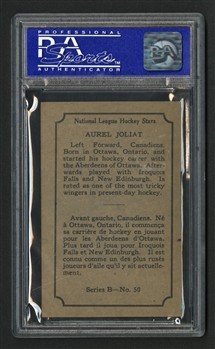 PROFESSIONAL
PSA
Sports
AUTHENTICATOR
National League Hockey Stars
AUREL JOLIAT
Left Forward, Canadiens.
Born in Ottawa, Ontario, and
started his hockey career with
the Aberdeens of Ottawa. After-
wards played with Iroquois
Falls and New Edinburgh. Is
rated as one of the most tricky
wingers in present-day hockey.
Avant gauche, Canadiens. Né
à Ottawa, Ontario, il commença
sa carrière de hockey en jouant
pour les Aberdeens d'Ottawa.
Plus tard il joua pour Iroquois
Falls et New Edinburgh. Il est
connu comme un des plus rusés
joueurs d'aile qu'il y ait actuelle-
ment.
Series B—No. 50